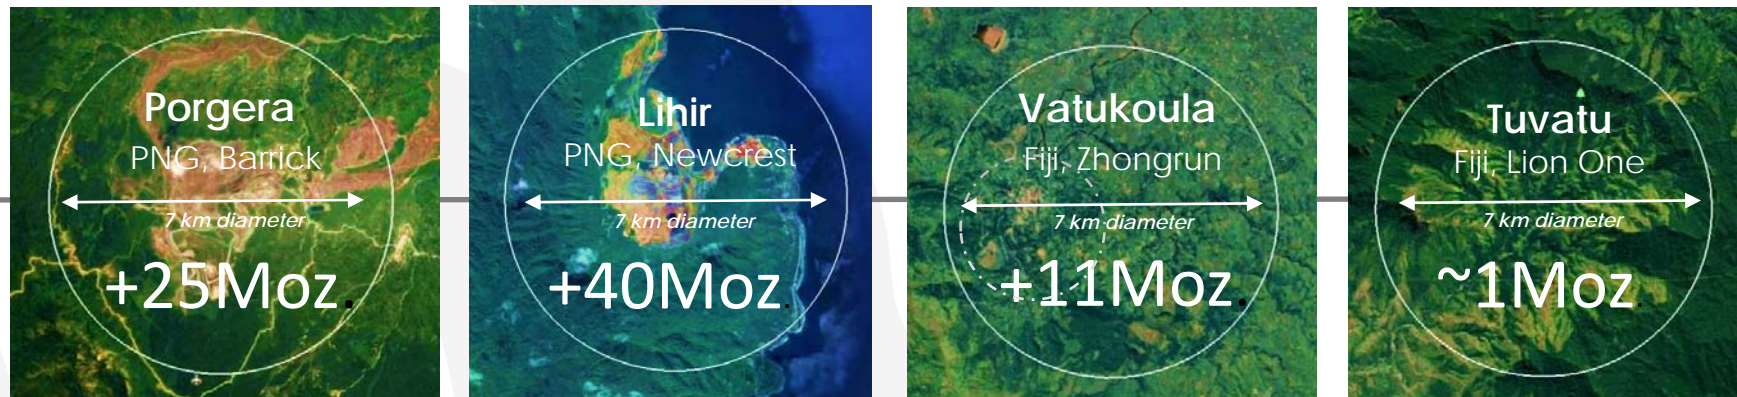 Porgera
PNG, Barrick
7 km diameter
+25Moz.
Lihir
PNG, Newcrest
7 km diameter
+40Moz.
Vatukoula
Fiji, Zhongrun
7 km diameter
+11Moz.
Tuvatu
Fiji, Lion One
7 km diameter
~1Moz.